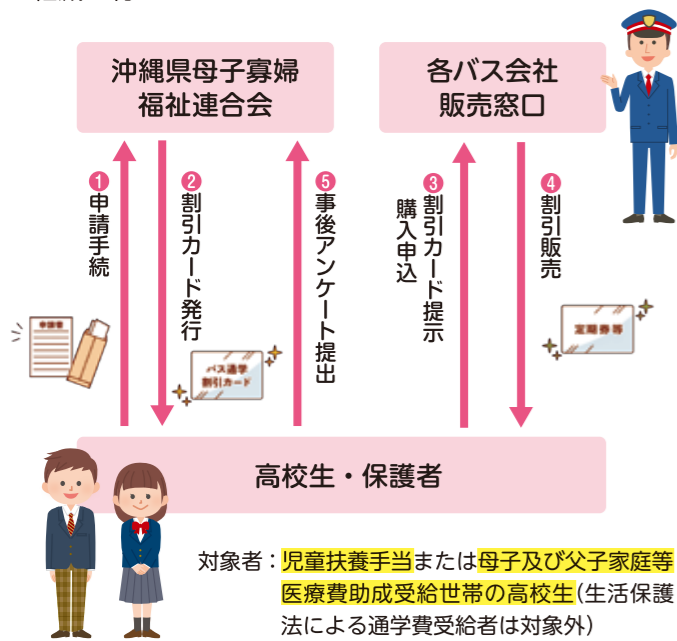 沖縄県母子寡婦
福祉連合会
各バス会社
販売窓口
❶申請手続
❷割引カード発行
❺事後アンケート提出
❸割引カード提示
購入申込
❹割引販売
申請書
バス通学
割引カード
定期券等
高校生・保護者
対象者：児童扶養手当または母子及び父子家庭等
医療費助成受給世帯の高校生(生活保護
法による通学費受給者は対象外)